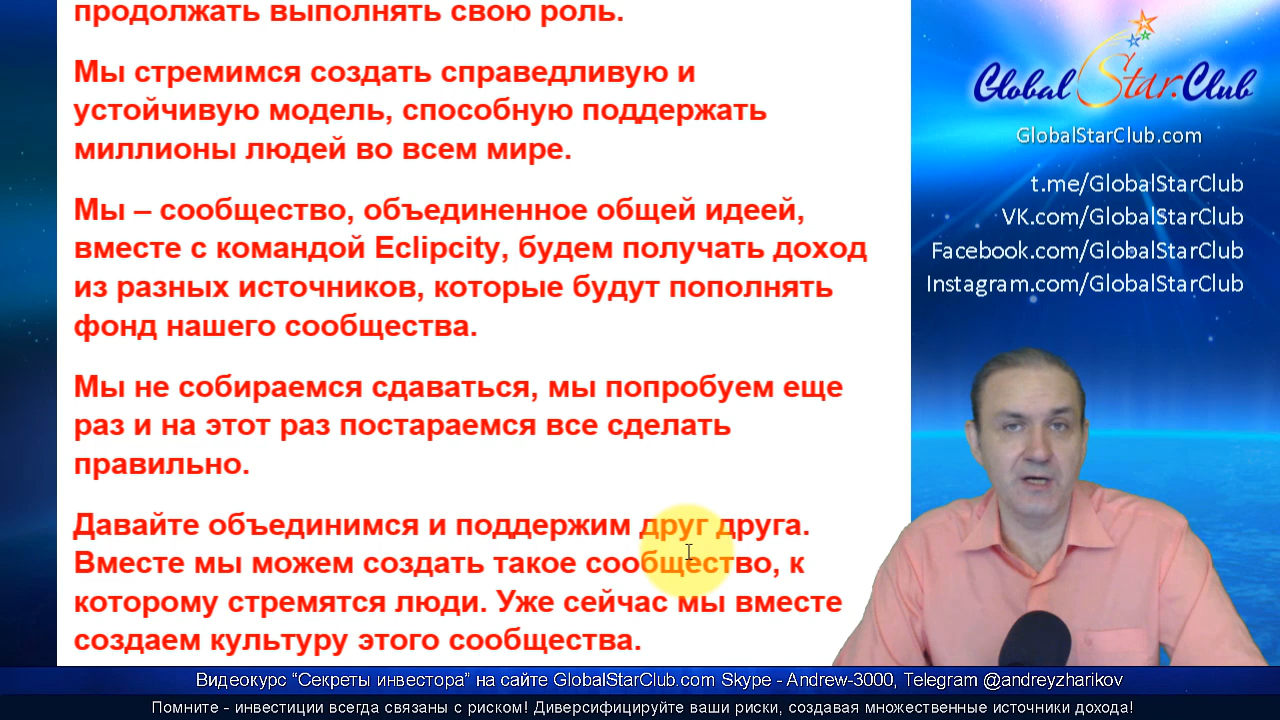 продолжать выполнять свою роль.
Мы стремимся создать справедливую и
устойчивую модель, способную поддержать
миллионы людей во всем мире.
Мы – сообщество, объединенное общей идеей,
вместе с командой Eclipcity, будем получать доход
из разных источников, которые будут пополнять
фонд нашего сообщества.
Мы не собираемся сдаваться, мы попробуем еще
раз и на этот раз постараемся все сделать
правильно.
Давайте объединимся и поддержим друг друга.
Вместе мы можем создать такое сообщество, к
которому стремятся люди. Уже сейчас мы вместе
создаем культуру этого сообщества.
Global Star.Club
GlobalStarClub.com
t.me/GlobalStarClub
VK.com/GlobalStarClub
Facebook.com/GlobalStarClub
Instagram.com/GlobalStarClub
Видеокурс “Секреты инвестора” на сайте GlobalStarClub.com Skype - Andrew-3000, Telegram @andreyzharikov
Помните - инвестиции всегда связаны с риском! Диверсифицируйте ваши риски, создавая множественные источники дохода!